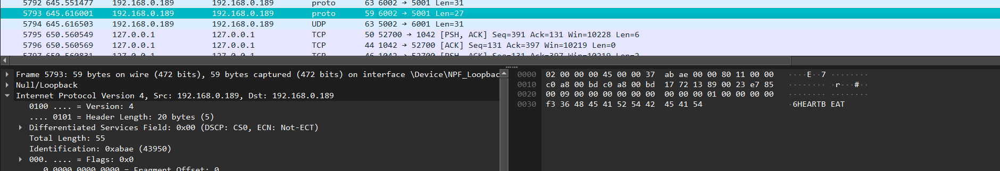 5792 645.551477 192.168.0.189 192.168.0.189 proto 63 6002 → 5001 Len=31
5793 645.616001 192.168.0.189 192.168.0.189 proto 59 6002 → 5001 Len=27
5794 645.616503 192.168.0.189 192.168.0.189 UDP 63 5002 → 6001 Len=31
5795 650.560549 127.0.0.1 127.0.0.1 TCP 50 52700 → 1042 [PSH, ACK] Seq=391 Ack=131 Win=10228 Len=6
5796 650.560569 127.0.0.1 127.0.0.1 TCP 44 1042 → 52700 [ACK] Seq=131 Ack=397 Win=10219 Len=0
5797 650.560831 127.0.0.1 127.0.0.1 TCP 46 1042 → 52700 [PSH, ACK] Seq=131 Ack=397 Win=10219 Len=2
Frame 5793: 59 bytes on wire (472 bits), 59 bytes captured (472 bits) on interface \Device\NPF_Loopbac
Null/Loopback
Internet Protocol Version 4, Src: 192.168.0.189, Dst: 192.168.0.189
0100 .... = Version: 4
.... 0101 = Header Length: 20 bytes (5)
Differentiated Services Field: 0x00 (DSCP: CS0, ECN: Not-ECT)
Total Length: 55
Identification: 0xabae (43950)
000. .... = Flags: 0x0
...0 0000 0000 0000 = Fragment Offset: 0
0000 02 00 00 00 45 00 00 37 ab ae 00 00 80 11 00 00 ····E··7 ········
0010 c0 a8 00 bd c0 a8 00 bd 17 72 13 89 00 23 e7 85 ········ ·r···#··
0020 00 09 00 00 00 00 00 00 00 00 00 01 00 00 00 00 ········ ········
0030 f3 36 48 45 41 52 54 42 45 41 54 ·6HEARTB EAT